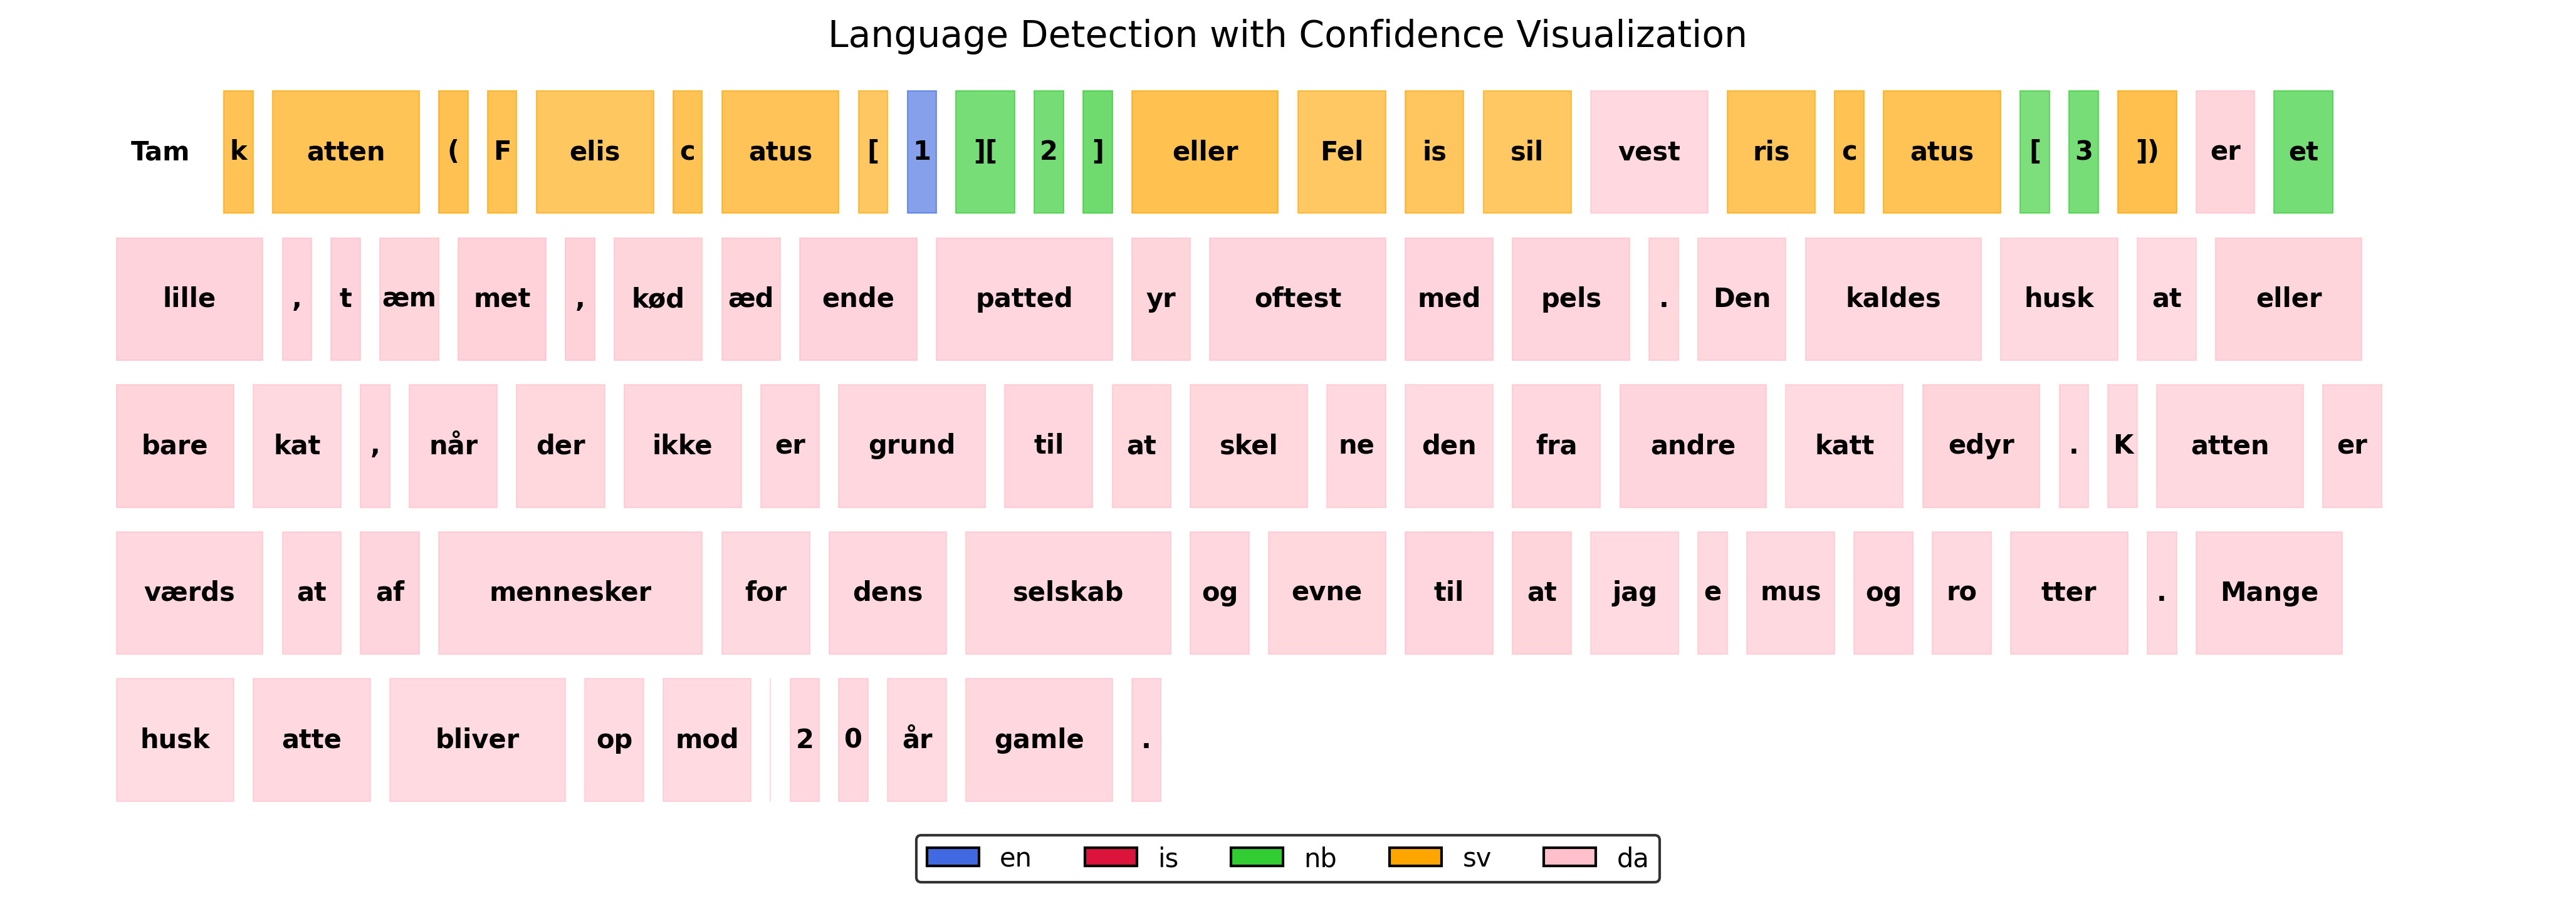 Language Detection with Confidence Visualization
Tam k atten ( F elis c atus [ 1 ][ 2 ] eller Fel is sil vest ris c atus [ 3 ]) er et
lille , t æm met , kød æd ende patted yr oftest med pels . Den kaldes husk at eller
bare kat , når der ikke er grund til at skel ne den fra andre katt edyr . K atten er
værds at af mennesker for dens selskab og evne til at jag e mus og ro tter . Mange
husk atte bliver op mod 2 0 år gamle .
en is nb sv da